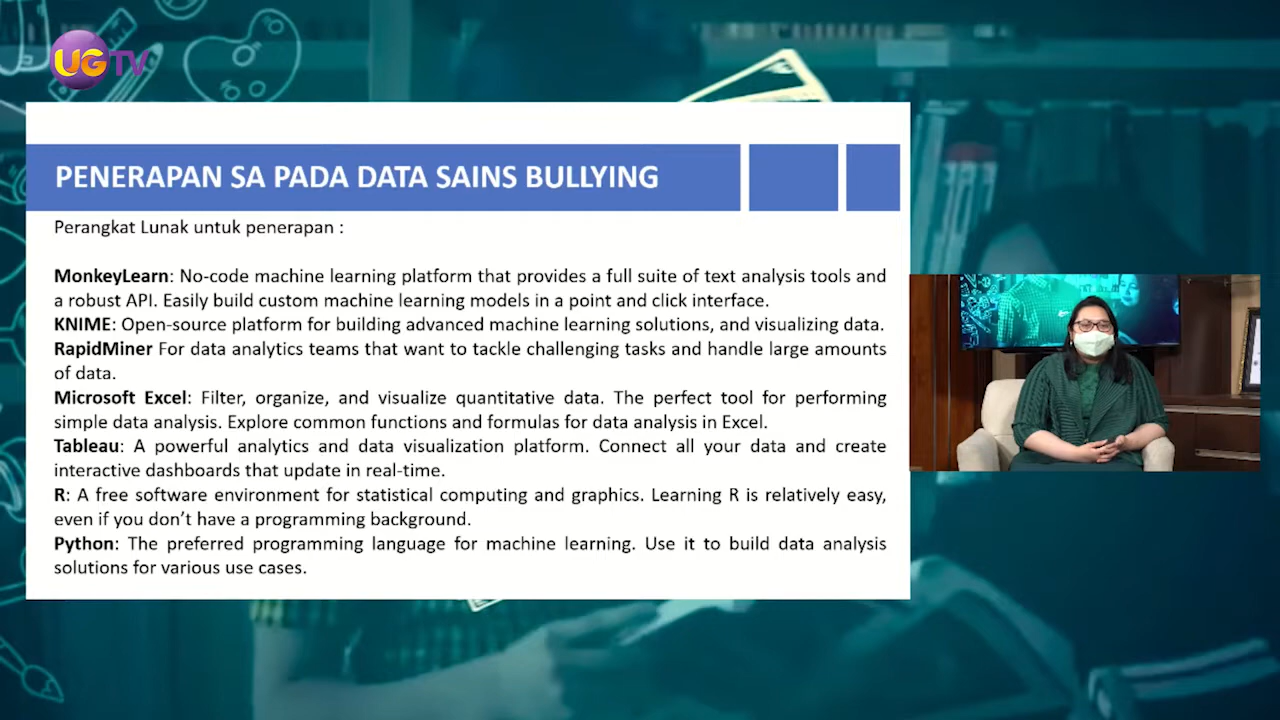 UGTV
PENERAPAN SA PADA DATA SAINS BULLYING
Perangkat Lunak untuk penerapan :
MonkeyLearn: No-code machine learning platform that provides a full suite of text analysis tools and
a robust API. Easily build custom machine learning models in a point and click interface.
KNIME: Open-source platform for building advanced machine learning solutions, and visualizing data.
RapidMiner For data analytics teams that want to tackle challenging tasks and handle large amounts
of data.
Microsoft Excel: Filter, organize, and visualize quantitative data. The perfect tool for performing
simple data analysis. Explore common functions and formulas for data analysis in Excel.
Tableau: A powerful analytics and data visualization platform. Connect all your data and create
interactive dashboards that update in real-time.
R: A free software environment for statistical computing and graphics. Learning R is relatively easy,
even if you don’t have a programming background.
Python: The preferred programming language for machine learning. Use it to build data analysis
solutions for various use cases.